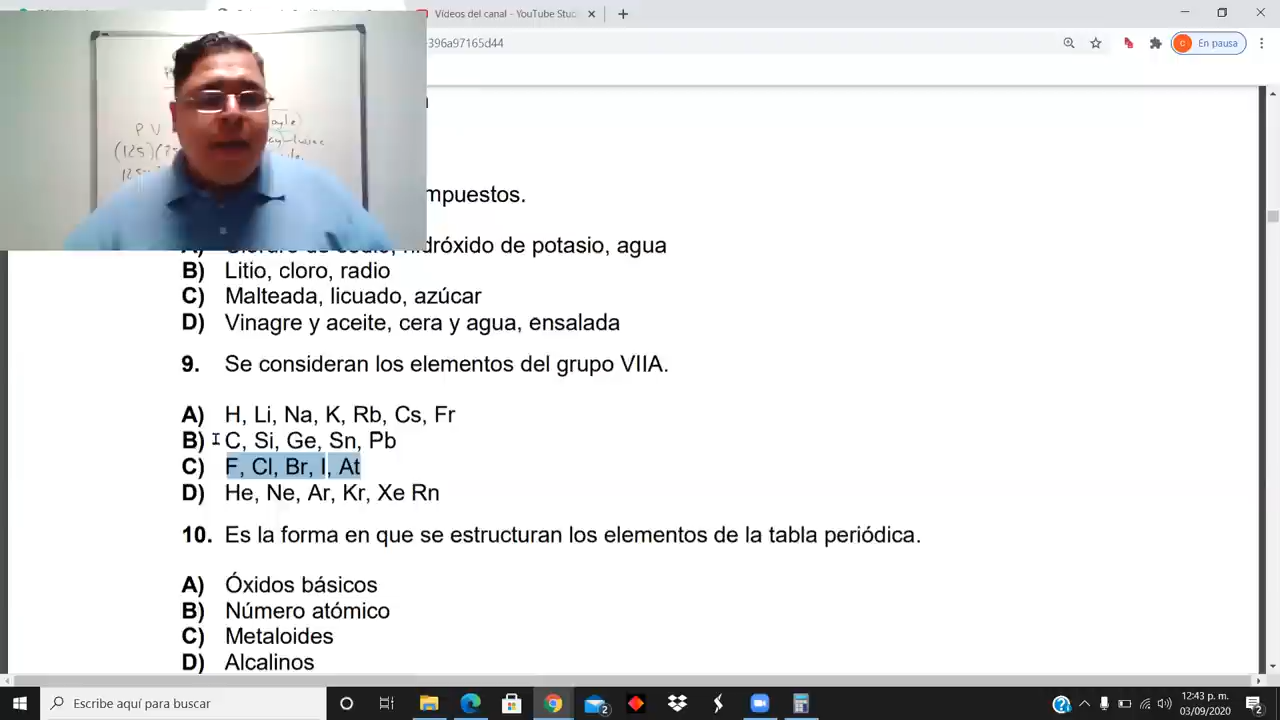 Vídeos del canal - YouTube Stud
396a97165d44
En pausa
P V
(125)
mpuestos.
hidróxido de potasio, agua
B) Litio, cloro, radio
C) Malteada, licuado, azúcar
D) Vinagre y aceite, cera y agua, ensalada
9. Se consideran los elementos del grupo VIIA.
A) H, Li, Na, K, Rb, Cs, Fr
B) C, Si, Ge, Sn, Pb
C) F, Cl, Br, I, At
D) He, Ne, Ar, Kr, Xe Rn
10. Es la forma en que se estructuran los elementos de la tabla periódica.
A) Óxidos básicos
B) Número atómico
C) Metaloides
D) Alcalinos
Escribe aquí para buscar
12:43 p. m.
03/09/2020